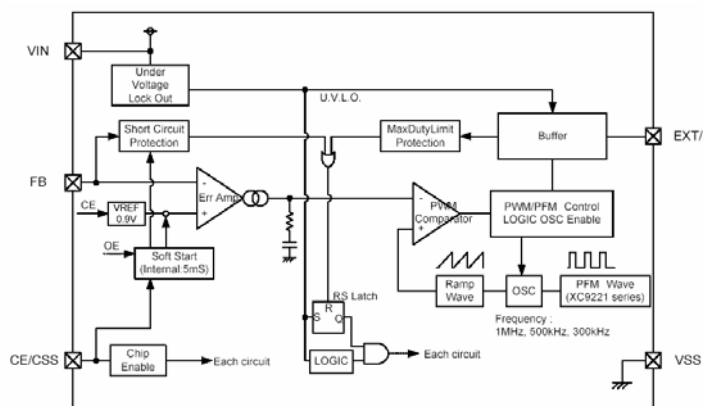 VIN
Under
Voltage
Lock Out
U.V.L.O.
Short Circuit
Protection
MaxDutyLimit
Protection
Buffer
EXT/
FB
CE
VREF
0.9V
-
+
Err Amp
-
+
PWM
Comparator
PWM/PFM Control
LOGIC OSC Enable
OE
Soft Start
(Internal:5mS)
Ramp
Wave
OSC
PFM Wave
(XC9221 series)
Frequency :
1MHz, 500kHz, 300kHz
RS Latch
R
S
Q
CE/CSS
Chip
Enable
Each circuit
LOGIC
Each circuit
VSS